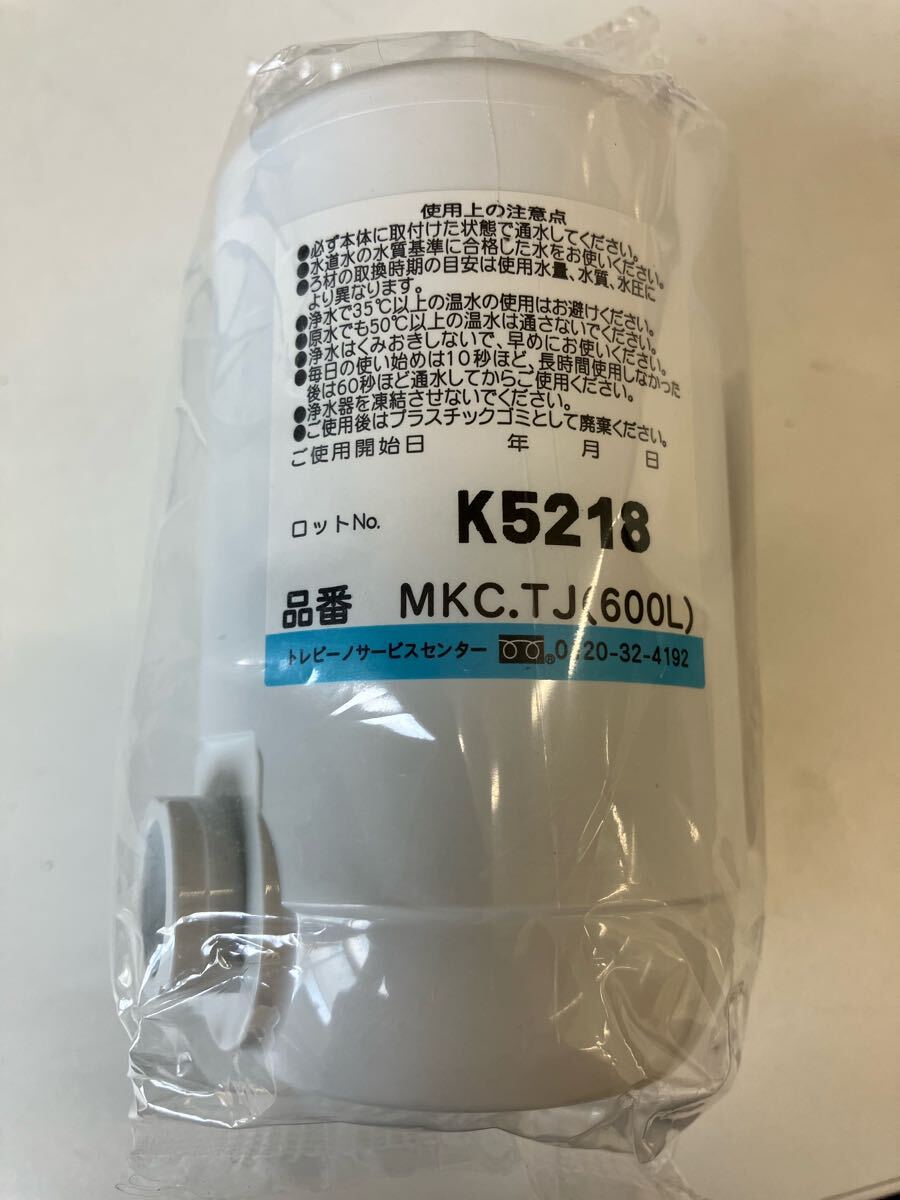 使用上の注意点
●必ず本体に取付けた状態で通水してください。
●水道水の水質基準に合格した水をお使いください。
●ろ材の取換時期の目安は使用水量、水質、水圧に
より異なります。
●浄水で35℃以上の温水の使用はお避けください。
●原水でも50℃以上の温水は通さないでください。
●浄水はくみおきしないで、早めにお使いください。
●毎日の使い始めは10秒ほど、長時間使用しなかった
後は60秒ほど通水してからご使用ください。
●浄水器を凍結させないでください。
●ご使用後はプラスチックゴミとして廃棄ください。
ご使用開始日 年 月 日
ロットNo. K5218
品番 MKC.TJ(600L)
トレビーノサービスセンター ® 0120-32-4192